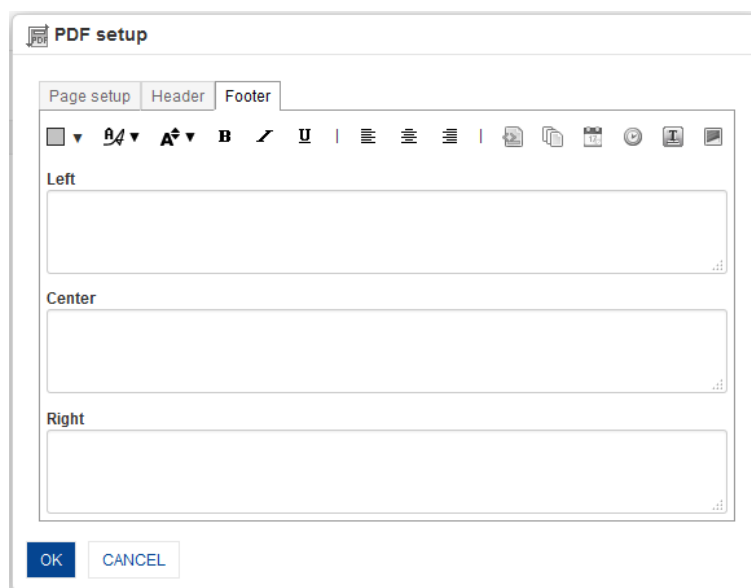 PDF setup
Page setup Header Footer
B I U
Left
Center
Right
OK CANCEL